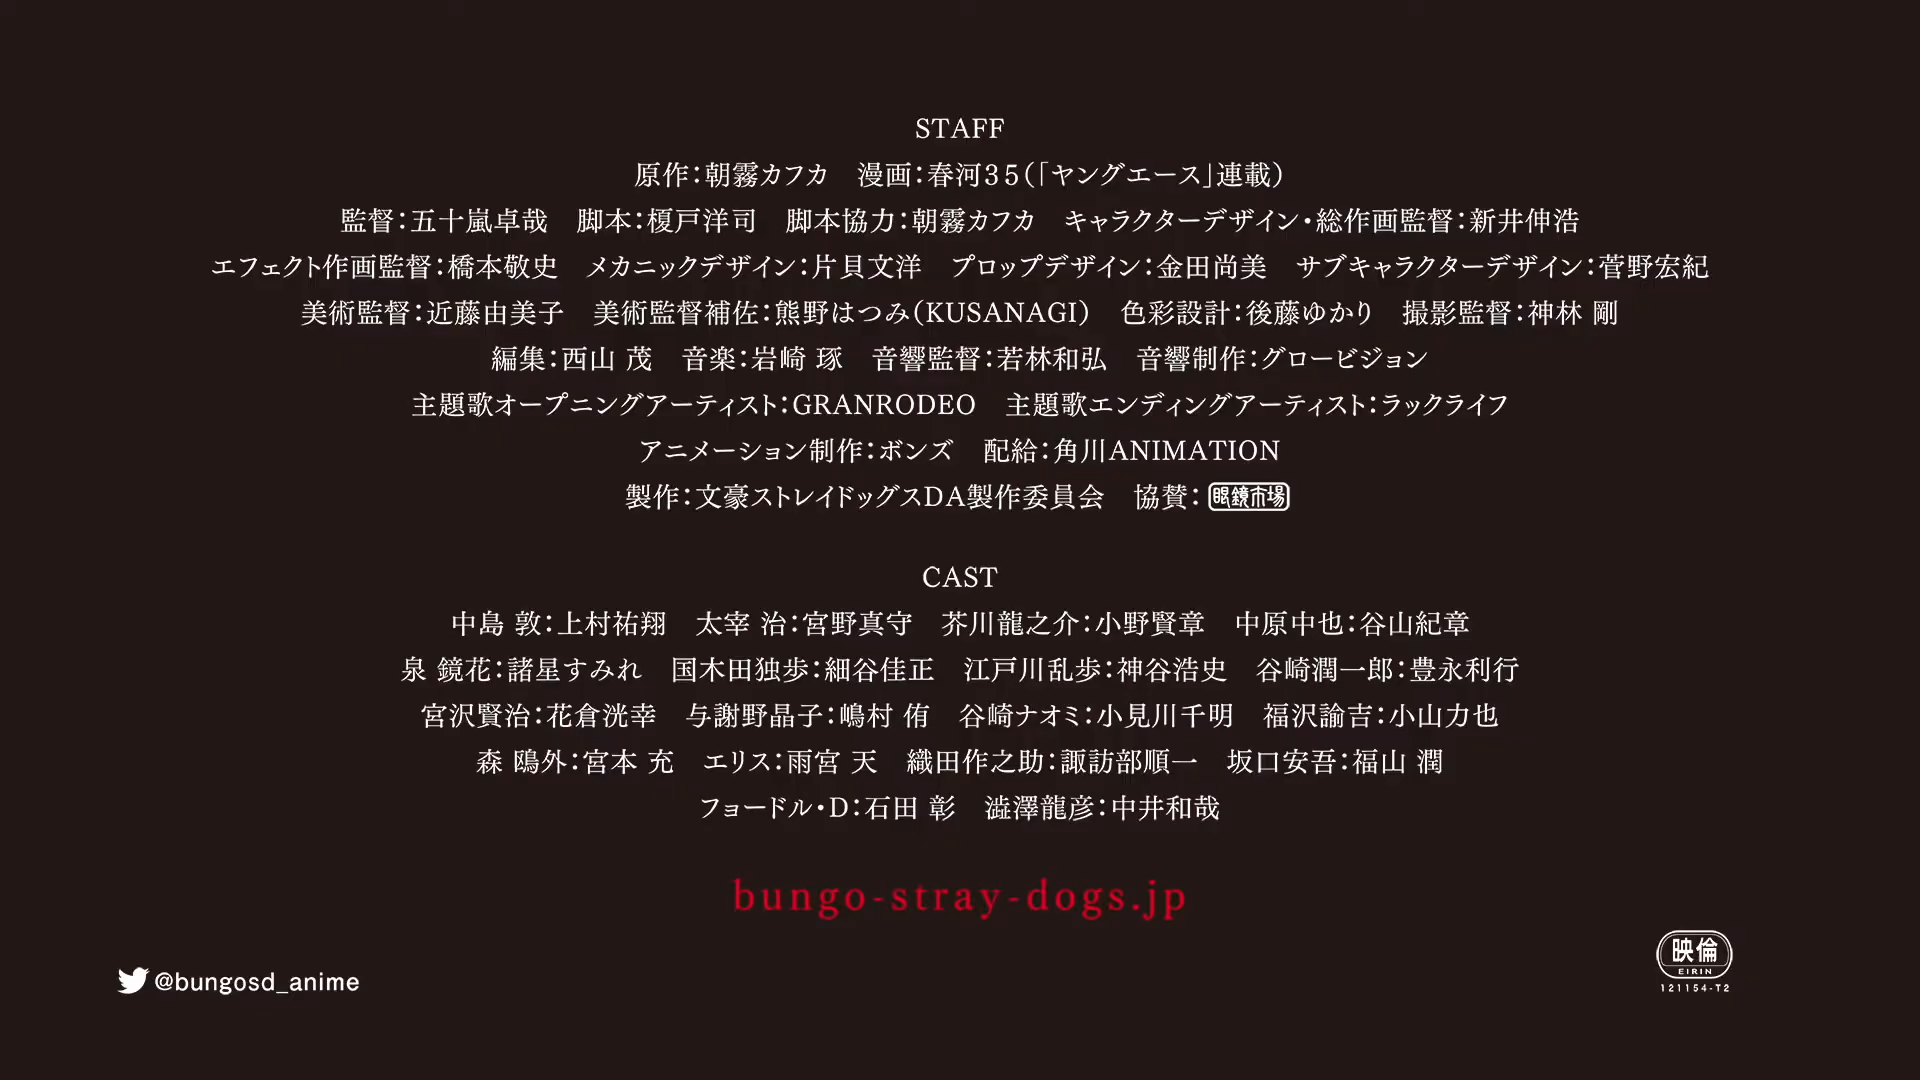 STAFF
原作：朝霧カフカ　漫画：春河35（「ヤングエース」連載）
監督：五十嵐卓哉　脚本：榎戸洋司　脚本協力：朝霧カフカ　キャラクターデザイン・総作画監督：新井伸浩
エフェクト作画監督：橋本敬史　メカニックデザイン：片貝文洋　プロップデザイン：金田尚美　サブキャラクターデザイン：菅野宏紀
美術監督：近藤由美子　美術監督補佐：熊野はつみ（KUSANAGI）　色彩設計：後藤ゆかり　撮影監督：神林 剛
編集：西山 茂　音楽：岩崎 琢　音響監督：若林和弘　音響制作：グロービジョン
主題歌オープニングアーティスト：GRANRODEO　主題歌エンディングアーティスト：ラックライフ
アニメーション制作：ボンズ　配給：角川ANIMATION
製作：文豪ストレイドッグスDA製作委員会　協賛：眼鏡市場
CAST
中島 敦：上村祐翔　太宰 治：宮野真守　芥川龍之介：小野賢章　中原中也：谷山紀章
泉 鏡花：諸星すみれ　国木田独歩：細谷佳正　江戸川乱歩：神谷浩史　谷崎潤一郎：豊永利行
宮沢賢治：花倉洸幸　与謝野晶子：嶋村 侑　谷崎ナオミ：小見川千明　福沢諭吉：小山力也
森 鴎外：宮本 充　エリス：雨宮 天　織田作之助：諏訪部順一　坂口安吾：福山 潤
フョードル・D：石田 彰　澁澤龍彦：中井和哉
bungo-stray-dogs.jp
@bungosd_anime
映倫
EIRIN
121154-T2